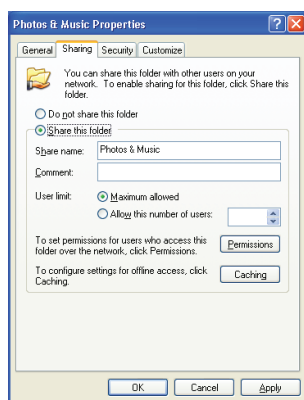 Photos & Music Properties
General Sharing Security Customize
You can share this folder with other users on your
network. To enable sharing for this folder, click Share this
folder.
Do not share this folder
Share this folder
Share name: Photos & Music
Comment:
User limit: Maximum allowed
Allow this number of users:
To set permissions for users who access this
folder over the network, click Permissions.
Permissions
To configure settings for offline access, click
Caching.
Caching
OK Cancel Apply